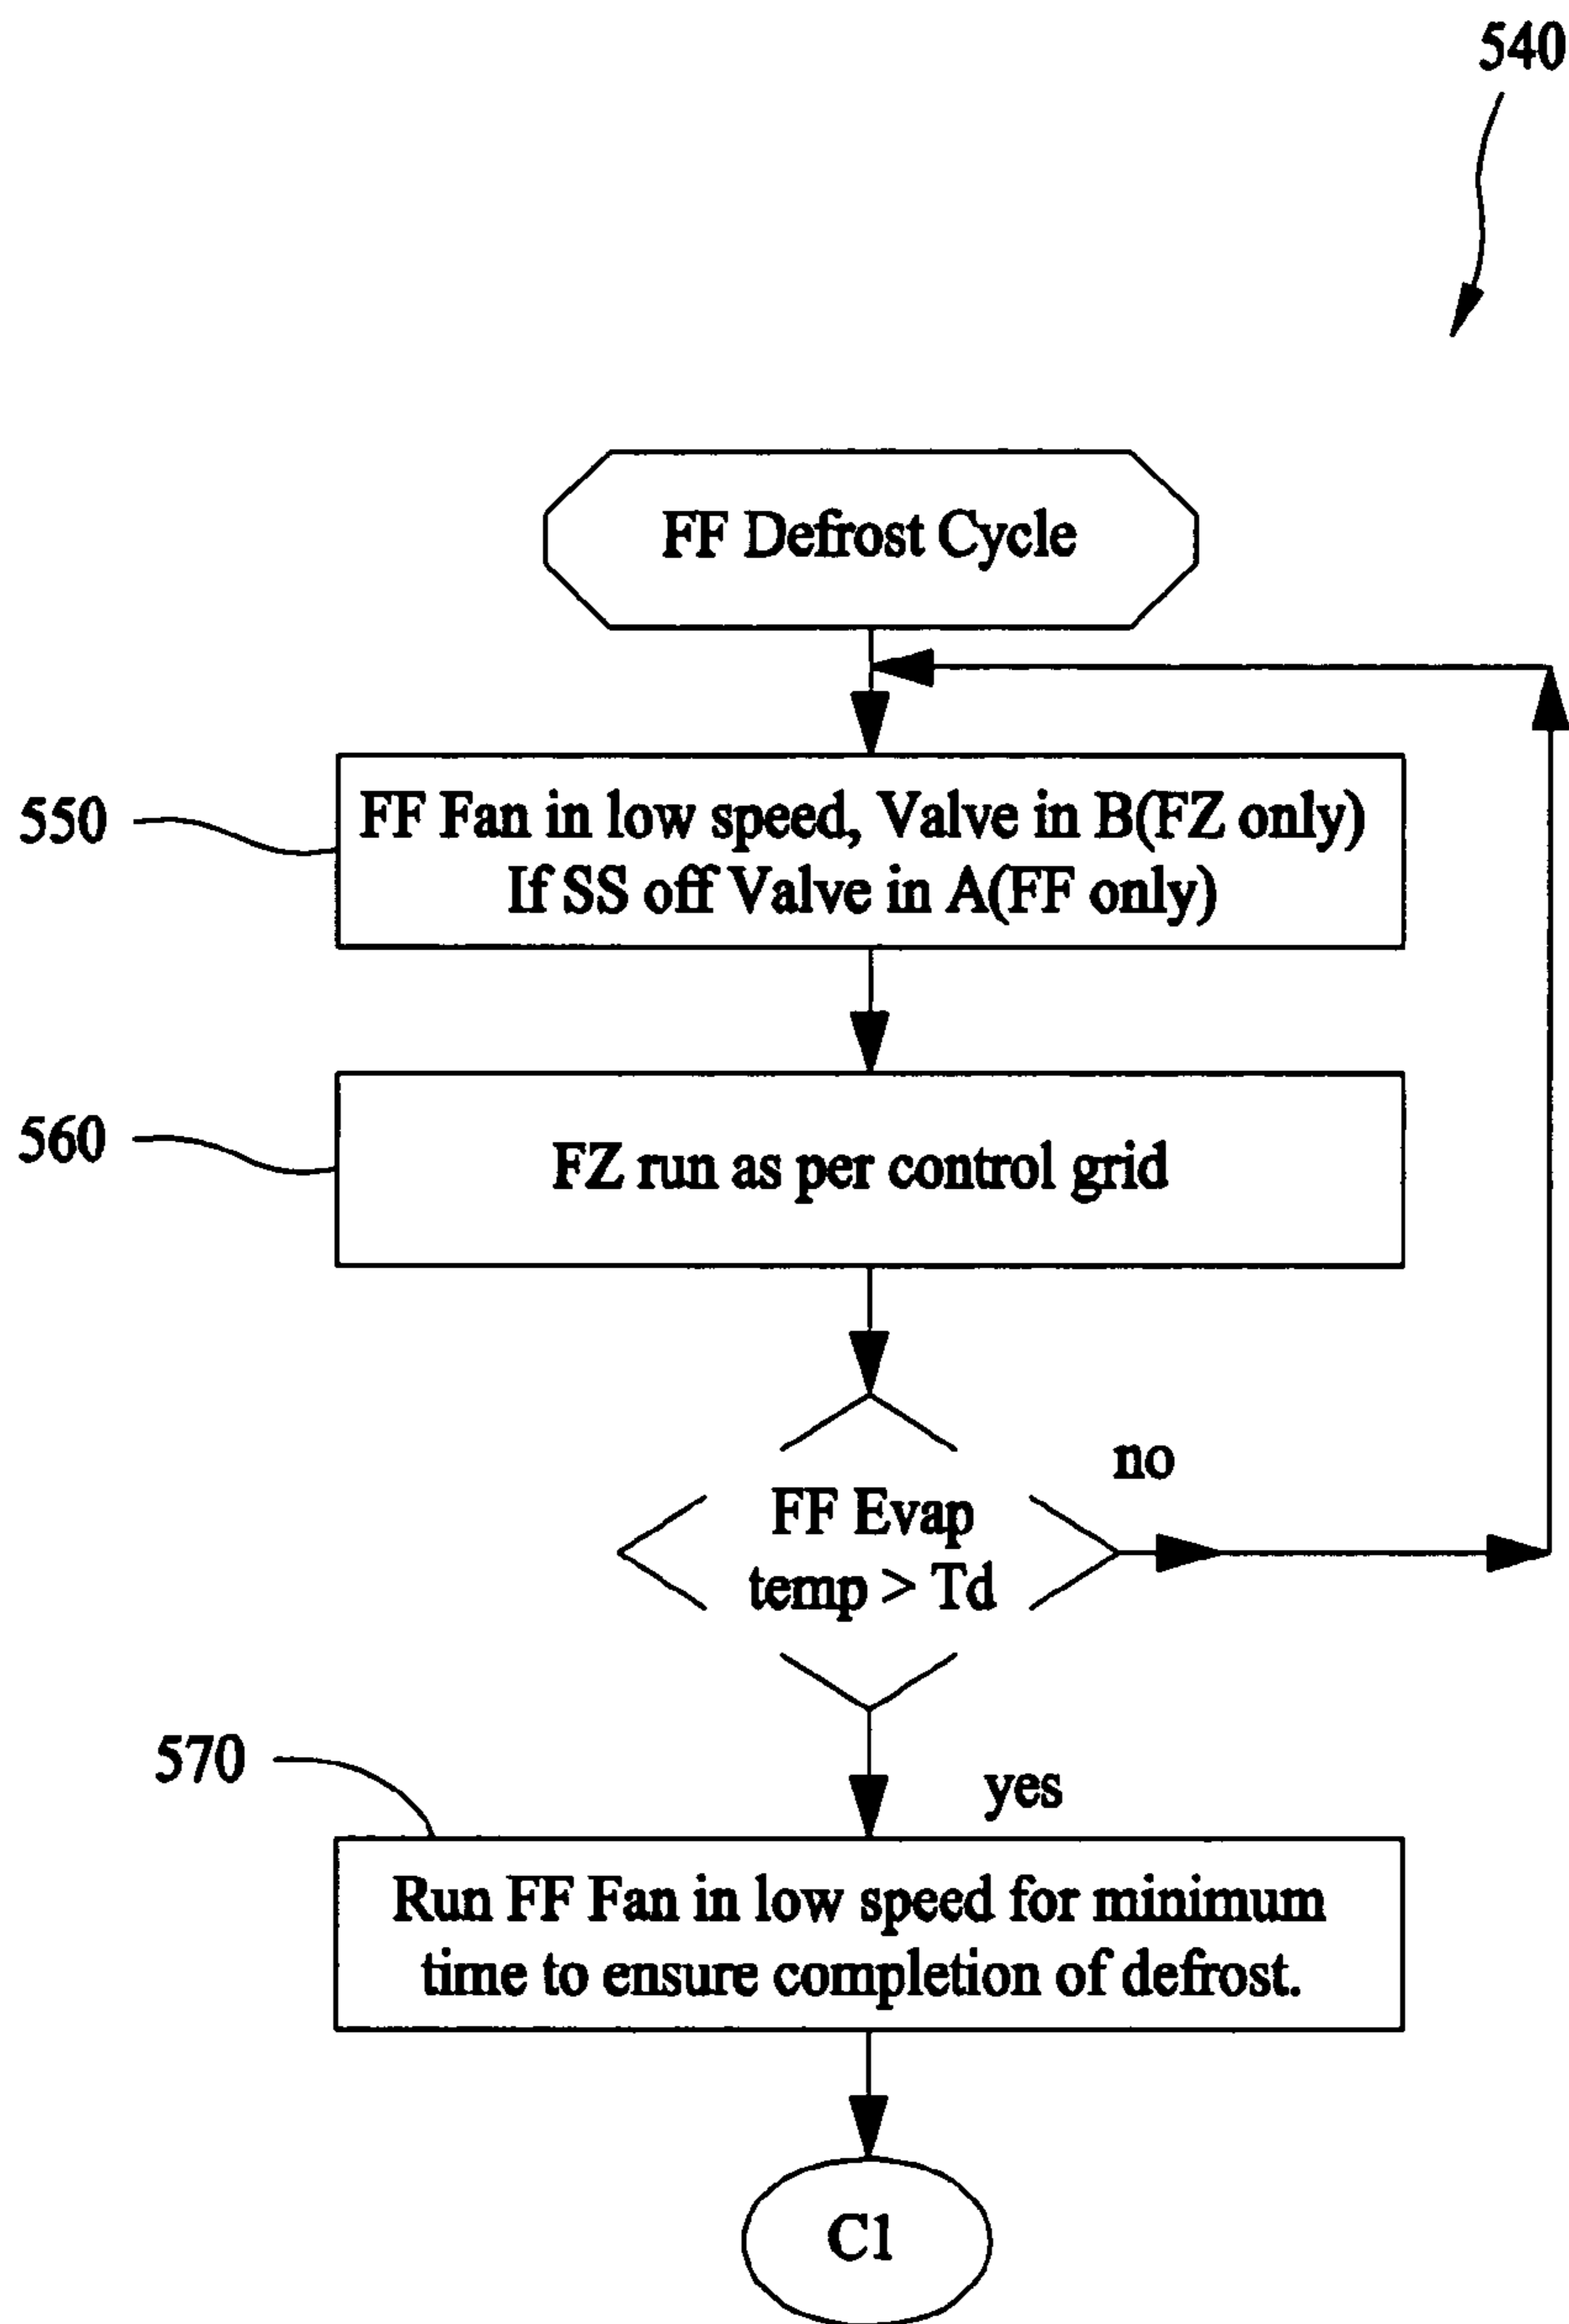 540
FF Defrost Cycle
550
FF Fan in low speed, Valve in B(FZ only)
If SS off Valve in A(FF only)
560
FZ run as per control grid
no
FF Evap
temp > Td
570
yes
Run FF Fan in low speed for minimum
time to ensure completion of defrost.
C1